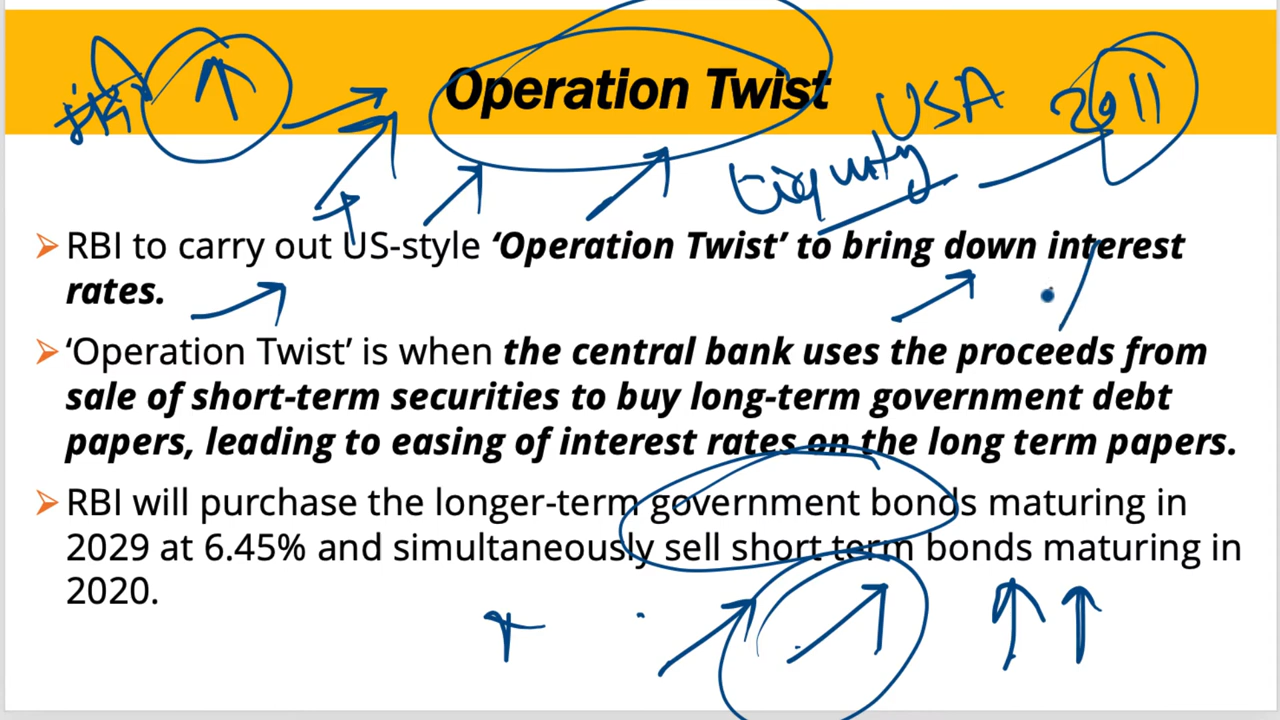 Operation Twist
USA 2011
Liquidity
RBI to carry out US-style ‘Operation Twist’ to bring down interest
rates.
‘Operation Twist’ is when the central bank uses the proceeds from
sale of short-term securities to buy long-term government debt
papers, leading to easing of interest rates on the long term papers.
RBI will purchase the longer-term government bonds maturing in
2029 at 6.45% and simultaneously sell short term bonds maturing in
2020.